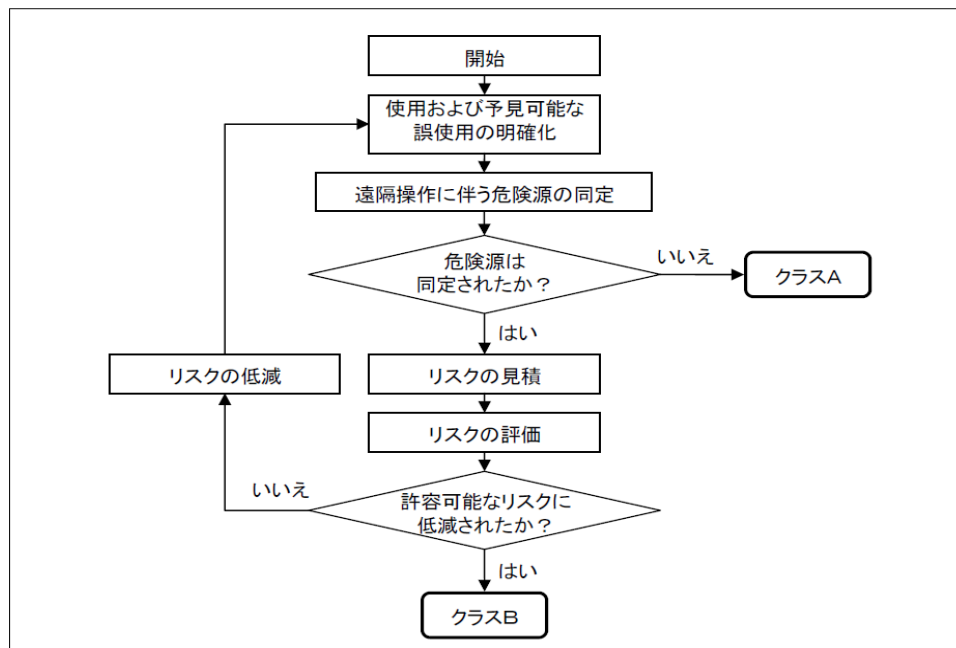 開始
使用および予見可能な
誤使用の明確化
遠隔操作に伴う危険源の同定
危険源は
同定されたか？
いいえ
クラスA
はい
リスクの低減
リスクの見積
リスクの評価
いいえ
許容可能なリスクに
低減されたか？
はい
クラスB